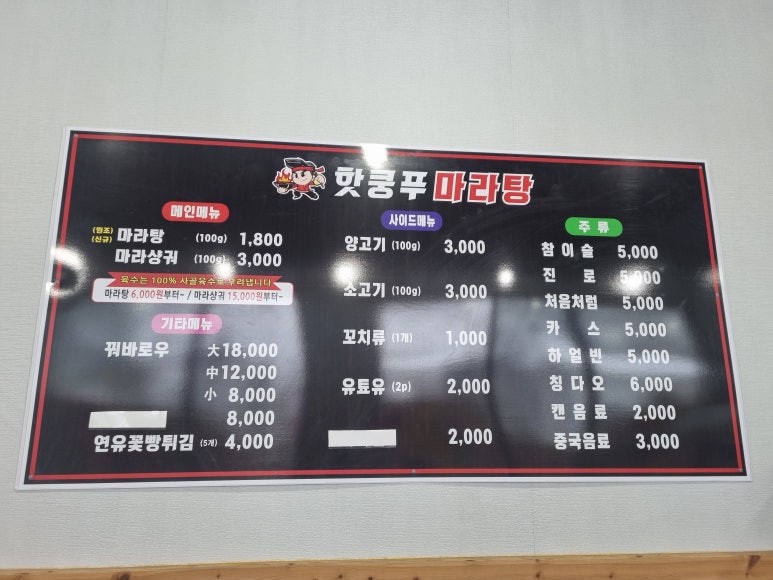 핫쿵푸 마라탕
메인메뉴
(원조)
(신규)
마라탕 (100g) 1,800
마라샹궈 (100g) 3,000
육수는 100% 사골육수로 우려냅니다
마라탕 6,000원부터~ / 마라샹궈 15,000원부터~
기타메뉴
꿔바로우 大 18,000
中 12,000
小 8,000
8,000
연유꽃빵튀김 (5개) 4,000
사이드메뉴
양고기 (100g) 3,000
소고기 (100g) 3,000
꼬치류 (1개) 1,000
유툐유 (2p) 2,000
2,000
주류
참이슬 5,000
진로 5,000
처음처럼 5,000
카스 5,000
하얼빈 5,000
칭다오 6,000
캔음료 2,000
중국음료 3,000